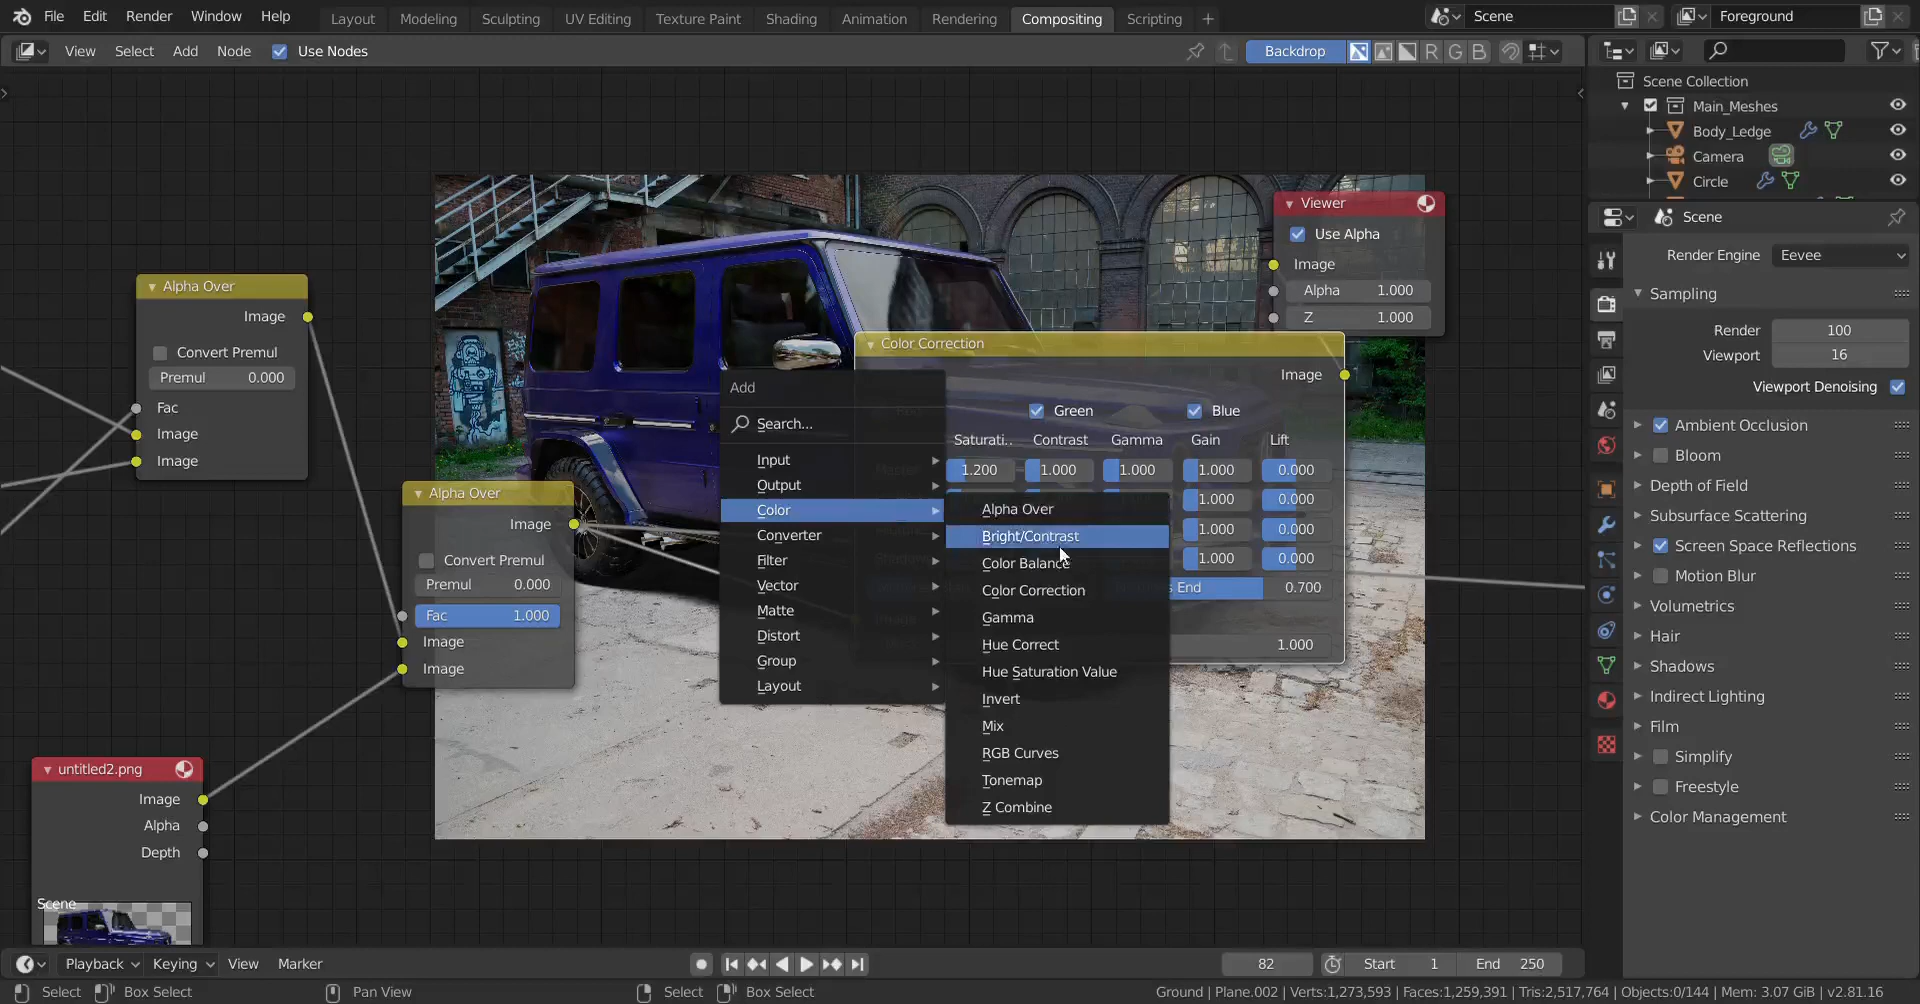 File Edit Render Window Help Layout Modeling Sculpting UV Editing Texture Paint Shading Animation Rendering Compositing Scripting + Scene Foreground
View Select Add Node Use Nodes Backdrop R G B
Scene Collection
Main_Meshes
Body_Ledge
Camera
Circle
Scene
Render Engine Eevee
Sampling
Render 100
Viewport 16
Viewport Denoising
Ambient Occlusion
Bloom
Depth of Field
Subsurface Scattering
Screen Space Reflections
Motion Blur
Volumetrics
Hair
Shadows
Indirect Lighting
Film
Simplify
Freestyle
Color Management
Viewer
Use Alpha
Image
Alpha 1.000
Z 1.000
Alpha Over
Image
Convert Premul
Premul 0.000
Fac
Image
Image
Color Correction
Image
Green Blue
Saturati.. Contrast Gamma Gain Lift
1.200 1.000 1.000 1.000 0.000
1.000 0.000
1.000 0.000
1.000 0.000
End 0.700
1.000
Add
Search...
Input
Output
Color
Converter
Filter
Vector
Matte
Distort
Group
Layout
Alpha Over
Bright/Contrast
Color Balance
Color Correction
Gamma
Hue Correct
Hue Saturation Value
Invert
Mix
RGB Curves
Tonemap
Z Combine
Alpha Over
Image
Convert Premul
Premul 0.000
Fac 1.000
Image
Image
untitled2.png
Image
Alpha
Depth
Scene
Playback Keying View Marker 82 Start 1 End 250
Select Box Select Pan View Select Box Select Ground | Plane.002 | Verts:1,273,593 | Faces:1,259,391 | Tris:2,517,764 | Objects:0/144 | Mem: 3.07 GiB | v2.81.16